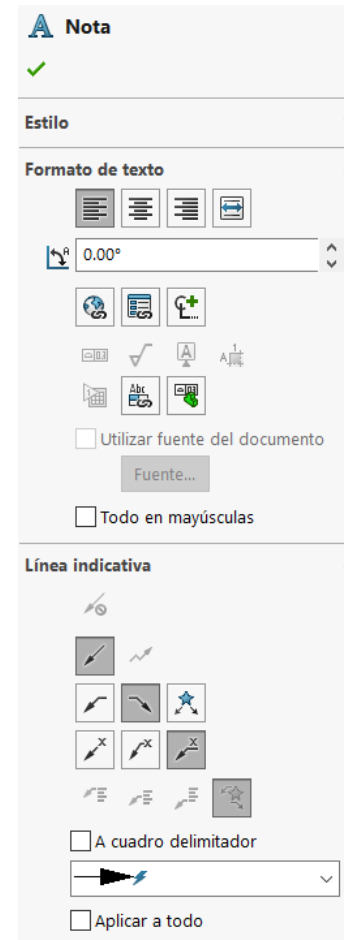 Nota
Estilo
Formato de texto
0.00°
Utilizar fuente del documento
Fuente...
Todo en mayúsculas
Línea indicativa
A cuadro delimitador
Aplicar a todo